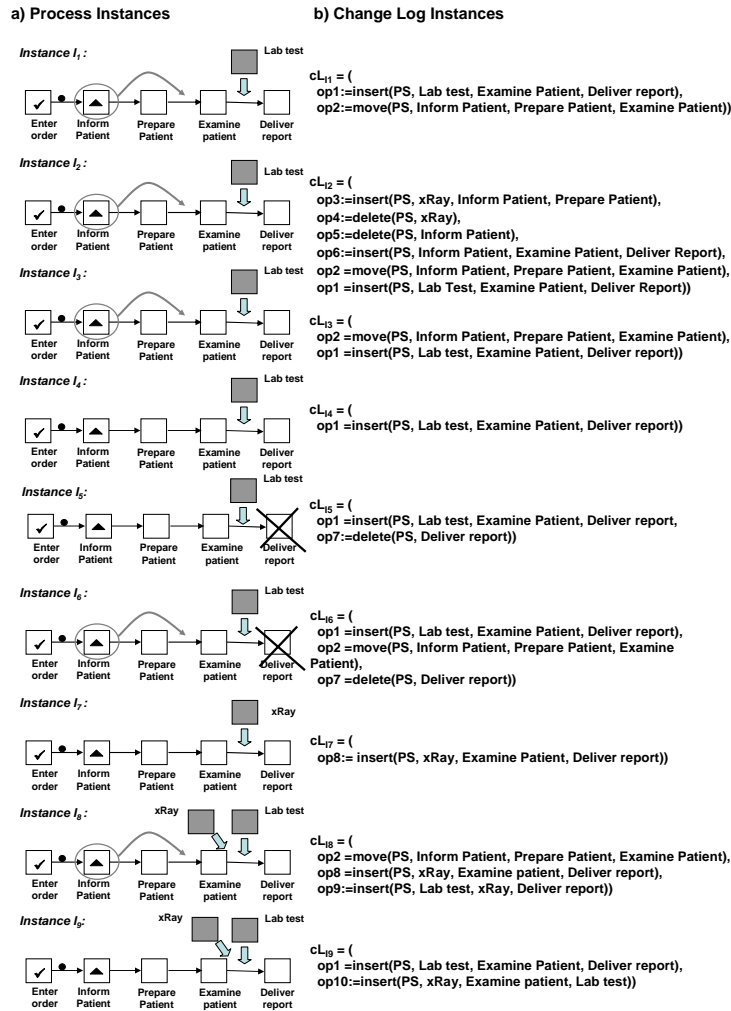 a) Process Instances
b) Change Log Instances
Instance I1:
Lab test
Enter order
Inform Patient
Prepare Patient
Examine patient
Deliver report
cLI1 = (
op1:=insert(PS, Lab test, Examine Patient, Deliver report),
op2:=move(PS, Inform Patient, Prepare Patient, Examine Patient))
Instance I2:
Lab test
Enter order
Inform Patient
Prepare Patient
Examine patient
Deliver report
cLI2 = (
op3:=insert(PS, xRay, Inform Patient, Prepare Patient),
op4:=delete(PS, xRay),
op5:=delete(PS, Inform Patient),
op6:=insert(PS, Inform Patient, Examine Patient, Deliver Report),
op2 =move(PS, Inform Patient, Prepare Patient, Examine Patient),
op1 =insert(PS, Lab Test, Examine Patient, Deliver Report))
Instance I3:
Lab test
Enter order
Inform Patient
Prepare Patient
Examine patient
Deliver report
cLI3 = (
op2 =move(PS, Inform Patient, Prepare Patient, Examine Patient),
op1 =insert(PS, Lab test, Examine Patient, Deliver report))
Instance I4:
Lab test
Enter order
Inform Patient
Prepare Patient
Examine patient
Deliver report
cLI4 = (
op1 =insert(PS, Lab test, Examine Patient, Deliver report))
Instance I5:
Lab test
Enter order
Inform Patient
Prepare Patient
Examine patient
Deliver report
cLI5 = (
op1 =insert(PS, Lab test, Examine Patient, Deliver report,
op7:=delete(PS, Deliver report))
Instance I6:
Lab test
Enter order
Inform Patient
Prepare Patient
Examine patient
Deliver report
cLI6 = (
op1 =insert(PS, Lab test, Examine Patient, Deliver report),
op2 =move(PS, Inform Patient, Prepare Patient, Examine
Patient),
op7 =delete(PS, Deliver report))
Instance I7:
xRay
Enter order
Inform Patient
Prepare Patient
Examine patient
Deliver report
cLI7 = (
op8:= insert(PS, xRay, Examine Patient, Deliver report))
Instance I8:
xRay
Lab test
Enter order
Inform Patient
Prepare Patient
Examine patient
Deliver report
cLI8 = (
op2 =move(PS, Inform Patient, Prepare Patient, Examine Patient),
op8 =insert(PS, xRay, Examine patient, Deliver report),
op9:=insert(PS, Lab test, xRay, Deliver report))
Instance I9:
xRay
Lab test
Enter order
Inform Patient
Prepare Patient
Examine patient
Deliver report
cLI9 = (
op1 =insert(PS, Lab test, Examine Patient, Deliver report),
op10:=insert(PS, xRay, Examine patient, Lab test))